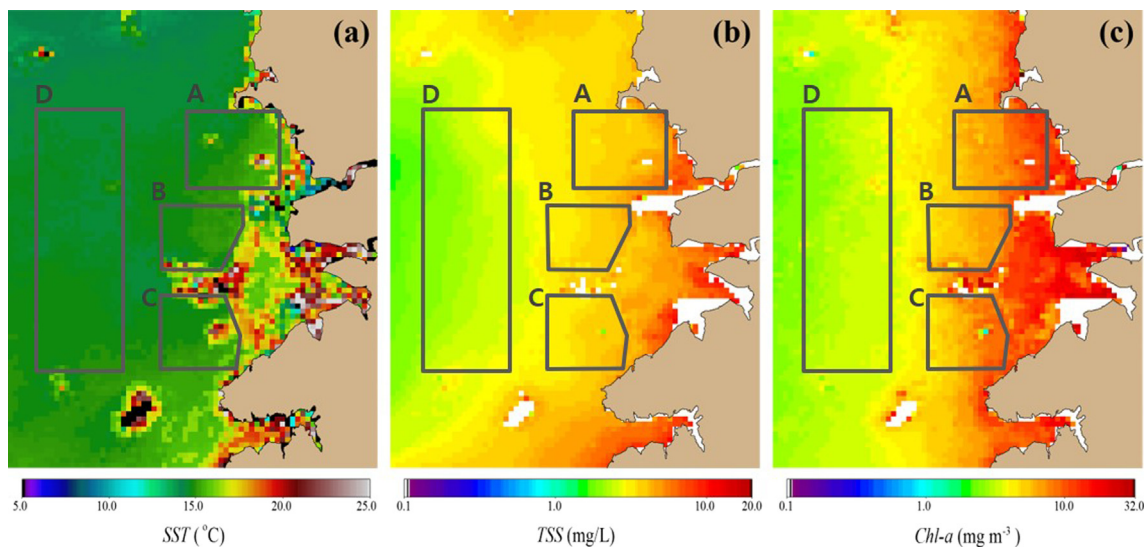 (a) (b) (c)
D A D A D A
B B B
C C C
5.0 10.0 15.0 20.0 25.0 0.1 1.0 10.0 20.0 0.1 1.0 10.0 32.0
SST ( °C) TSS (mg/L) Chl-a (mg m⁻³)